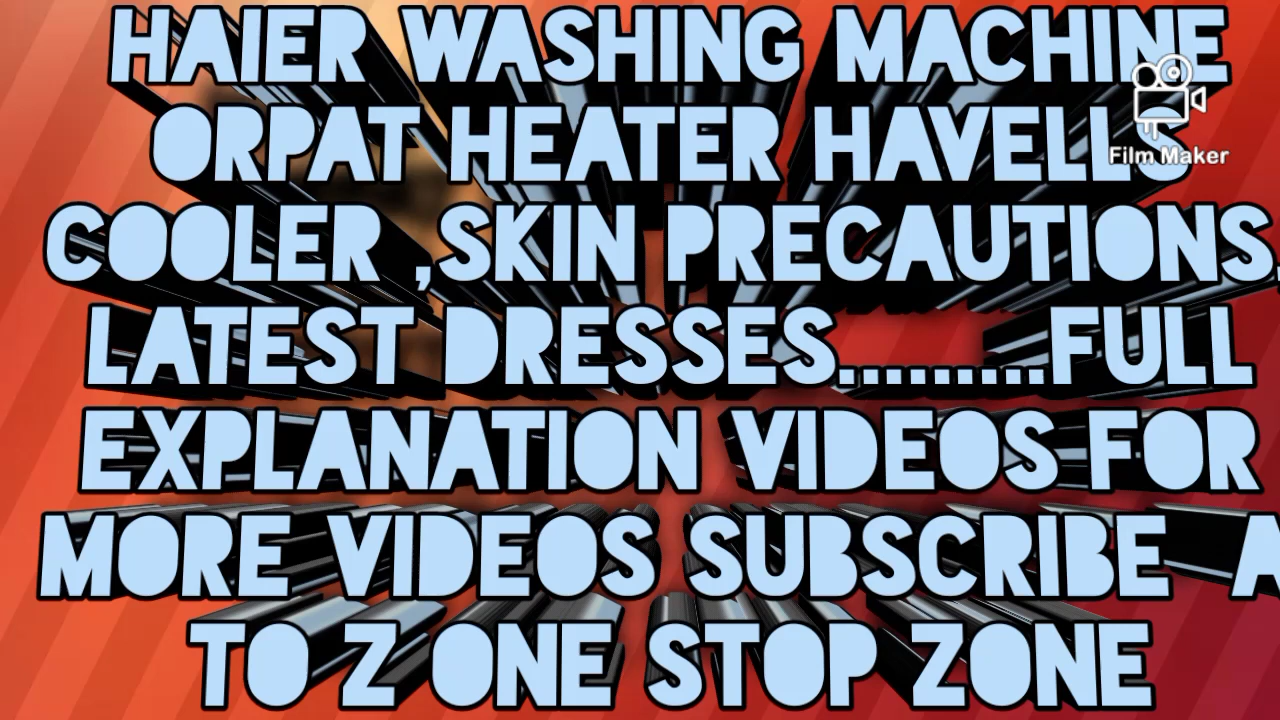 HAIER WASHING MACHINE
ORPAT HEATER HAVELLS
COOLER ,SKIN PRECAUTIONS,
LATEST DRESSES.........FULL
EXPLANATION VIDEOS FOR
MORE VIDEOS SUBSCRIBE A
TO Z ONE STOP ZONE
Film Maker